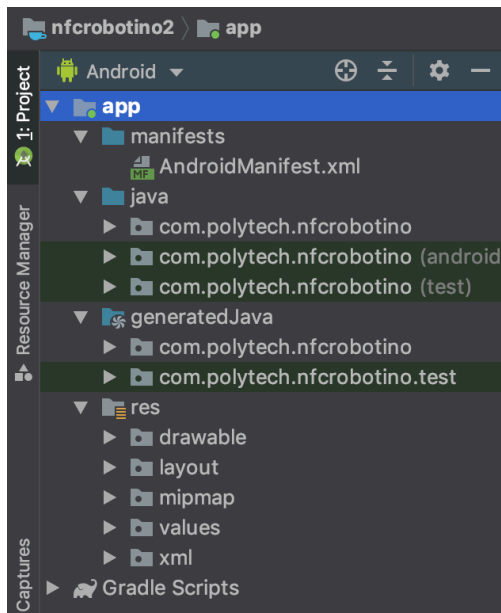 nfcrobotino2 〉 app
Android
1: Project
Resource Manager
Captures
app
manifests
MF AndroidManifest.xml
java
com.polytech.nfcrobotino
com.polytech.nfcrobotino (android
com.polytech.nfcrobotino (test)
generatedJava
com.polytech.nfcrobotino
com.polytech.nfcrobotino.test
res
drawable
layout
mipmap
values
xml
Gradle Scripts